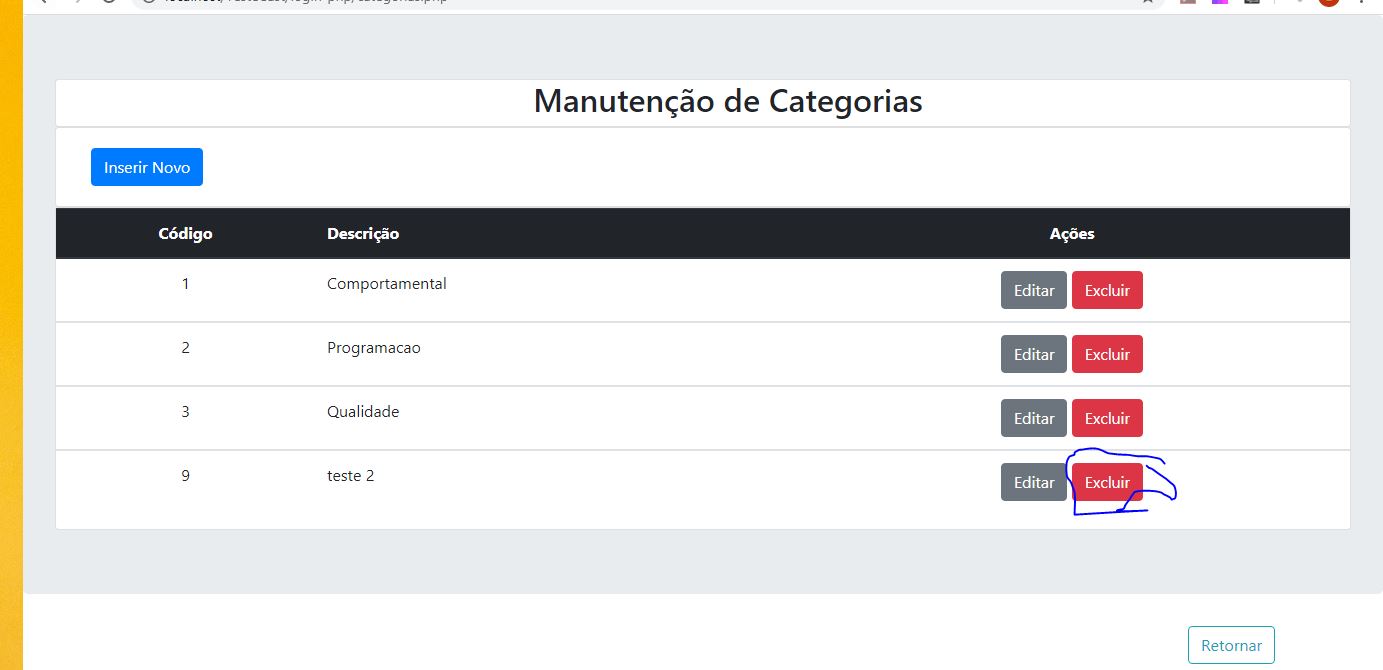 Manutenção de Categorias
Inserir Novo
Código Descrição Ações
1 Comportamental Editar Excluir
2 Programacao Editar Excluir
3 Qualidade Editar Excluir
9 teste 2 Editar Excluir
Retornar